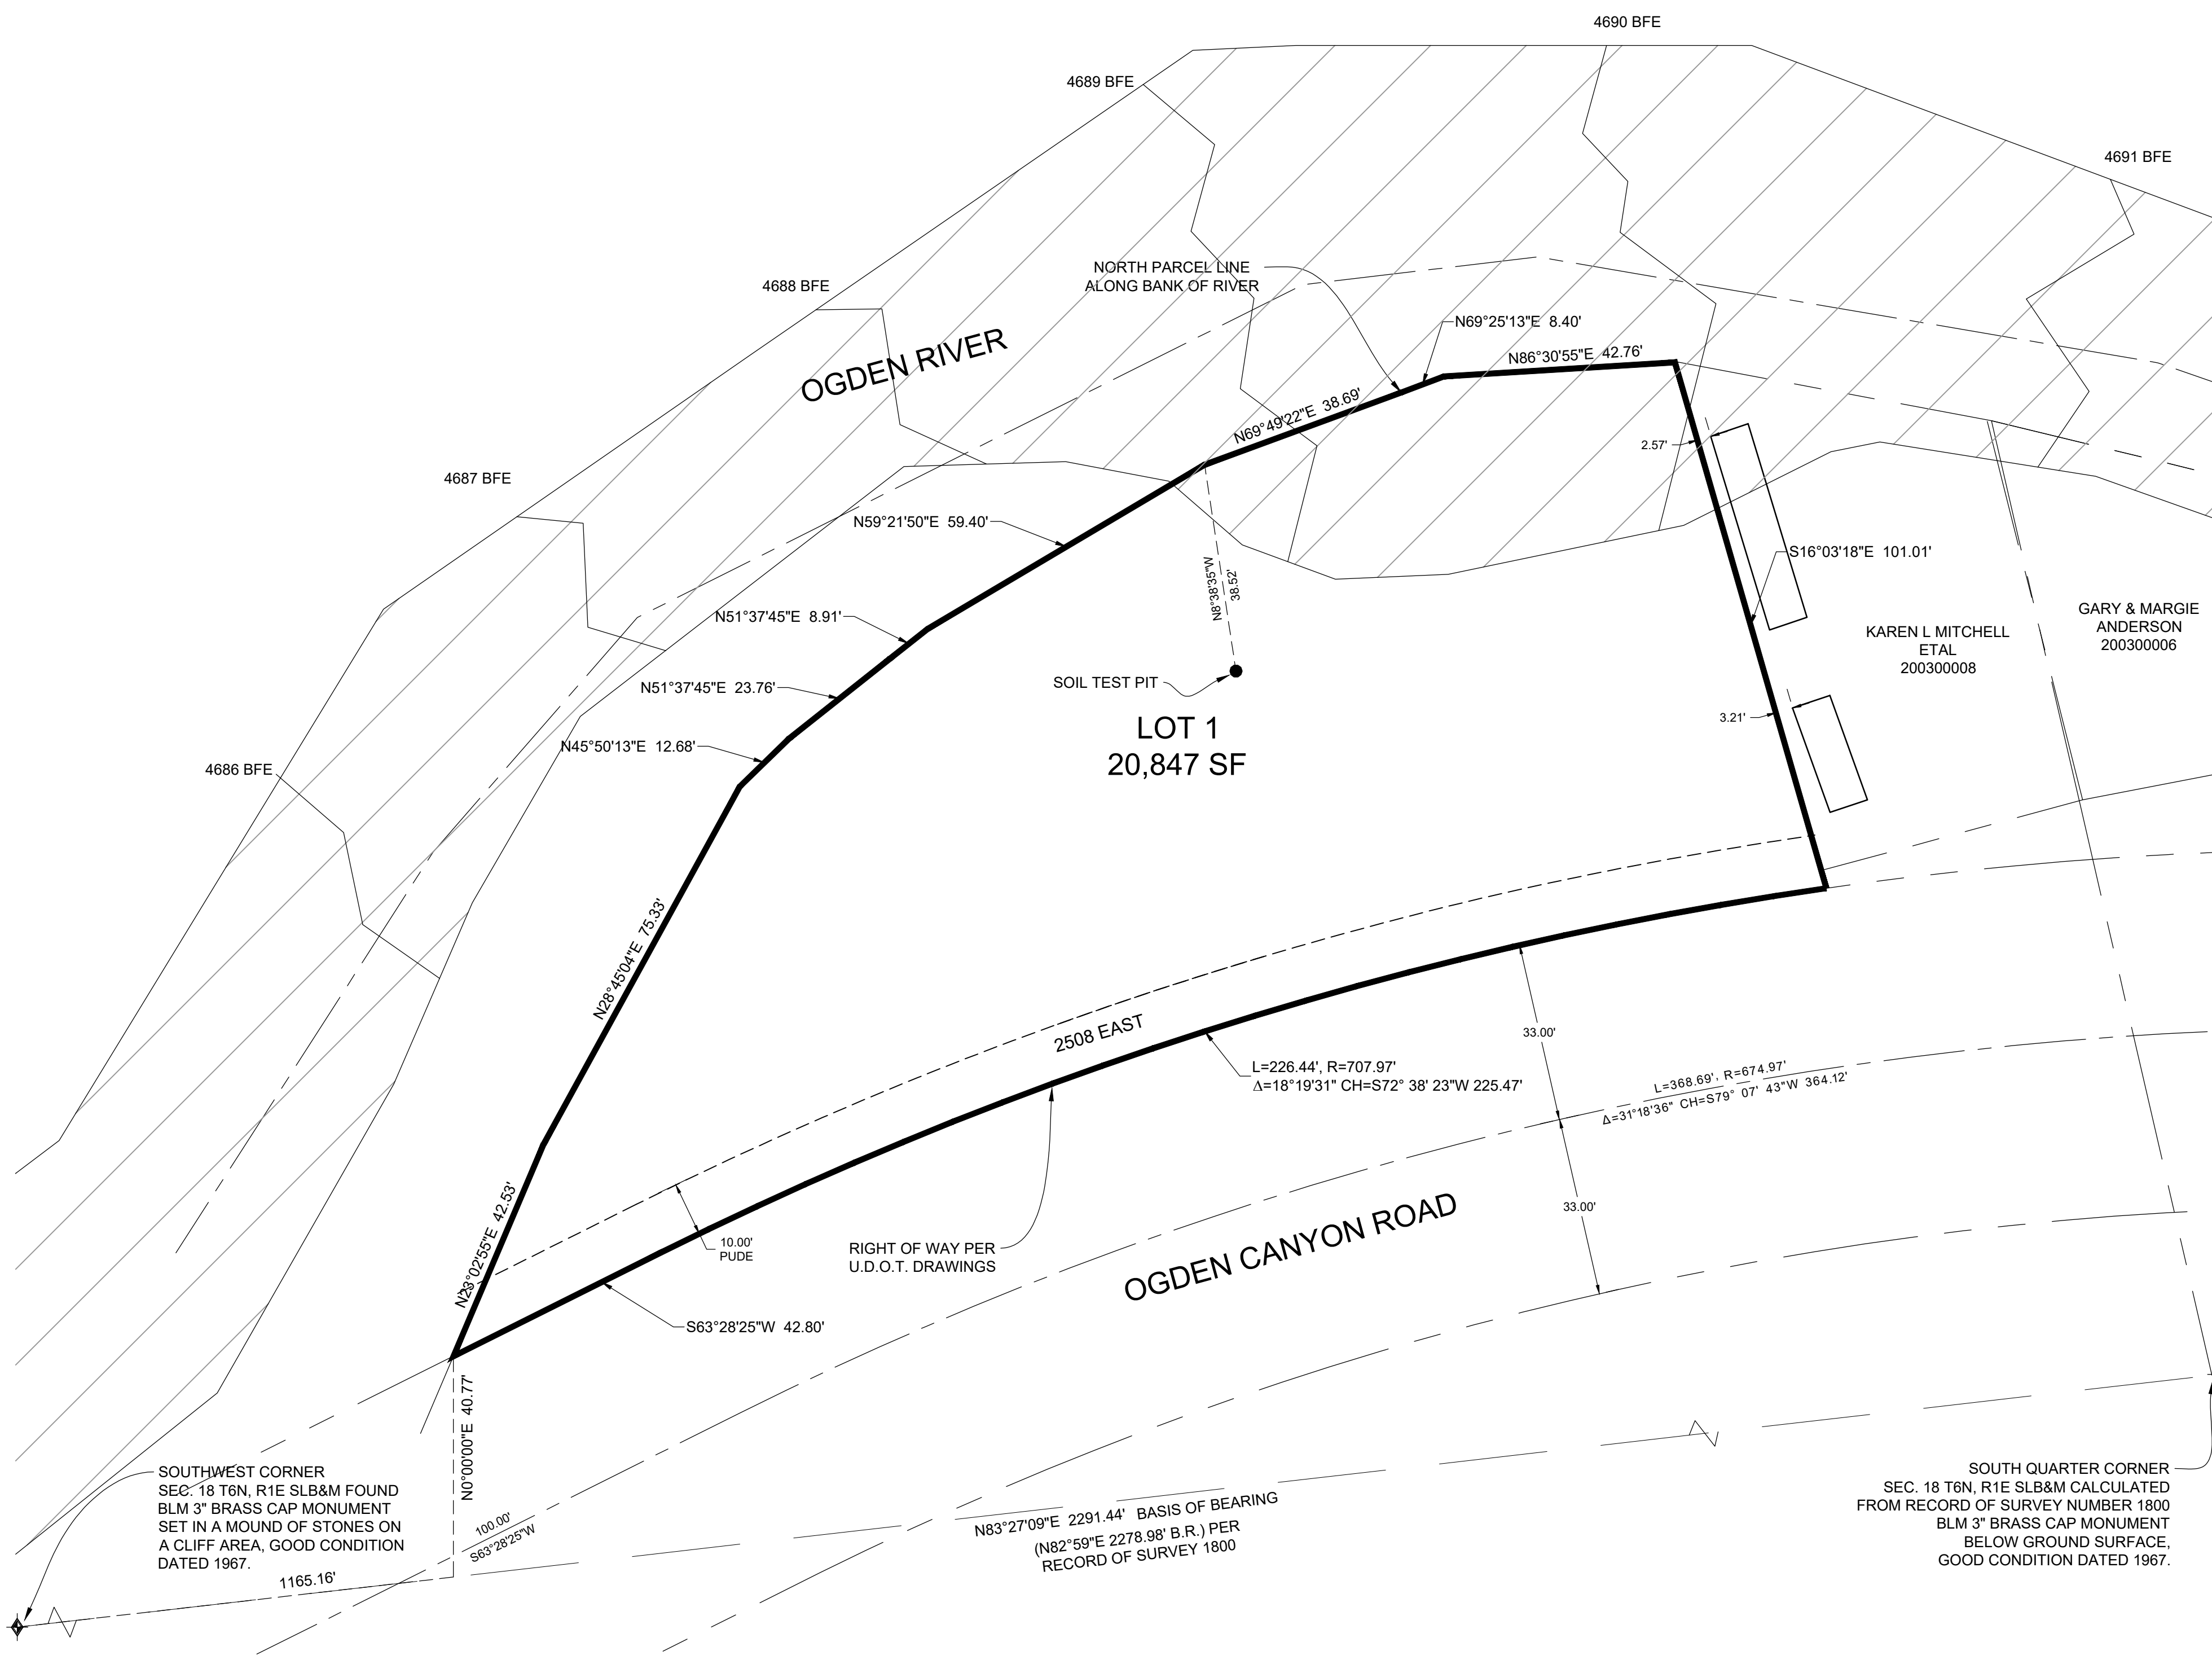 4690 BFE
4689 BFE
4691 BFE
NORTH PARCEL LINE
ALONG BANK OF RIVER
4688 BFE
N69°25'13"E 8.40'
OGDEN RIVER
N86°30'55"E 42.76'
N69°49'22"E 38.69'
2.57'
4687 BFE
N59°21'50"E 59.40'
S16°03'18"E 101.01'
N8°38'35"W
38.52'
GARY & MARGIE
ANDERSON
200300006
KAREN L MITCHELL
ETAL
200300008
N51°37'45"E 8.91'
SOIL TEST PIT
N51°37'45"E 23.76'
3.21'
LOT 1
20,847 SF
N45°50'13"E 12.68'
4686 BFE
N28°45'04"E 75.33'
2508 EAST
33.00'
L=226.44', R=707.97'
Δ=18°19'31" CH=S72° 38' 23"W 225.47'
L=368.69', R=674.97'
Δ=31°18'36" CH=S79° 07' 43"W 364.12'
33.00'
OGDEN CANYON ROAD
N23°02'55"E 42.53'
10.00'
PUDE
RIGHT OF WAY PER
U.D.O.T. DRAWINGS
S63°28'25"W 42.80'
N0°00'00"E 40.77'
SOUTHWEST CORNER
SEC. 18 T6N, R1E SLB&M FOUND
BLM 3" BRASS CAP MONUMENT
SET IN A MOUND OF STONES ON
A CLIFF AREA, GOOD CONDITION
DATED 1967.
100.00'
S63°28'25"W
N83°27'09"E 2291.44' BASIS OF BEARING
(N82°59"E 2278.98' B.R.) PER
RECORD OF SURVEY 1800
SOUTH QUARTER CORNER
SEC. 18 T6N, R1E SLB&M CALCULATED
FROM RECORD OF SURVEY NUMBER 1800
BLM 3" BRASS CAP MONUMENT
BELOW GROUND SURFACE,
GOOD CONDITION DATED 1967.
1165.16'